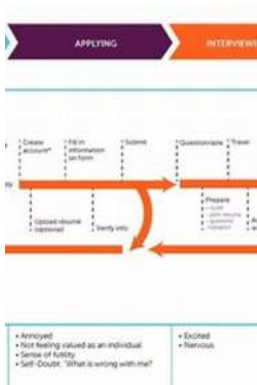 APPLYING
INTERVIEWI
Create account*
Fill in information on form
Submit
Questionnaire
Travel
Upload resume (optional)
Verify info
Prepare
• Annoyed
• Not feeling valued as an individual
• Sense of futility
• Self-Doubt: "What is wrong with me?
• Excited
• Nervous